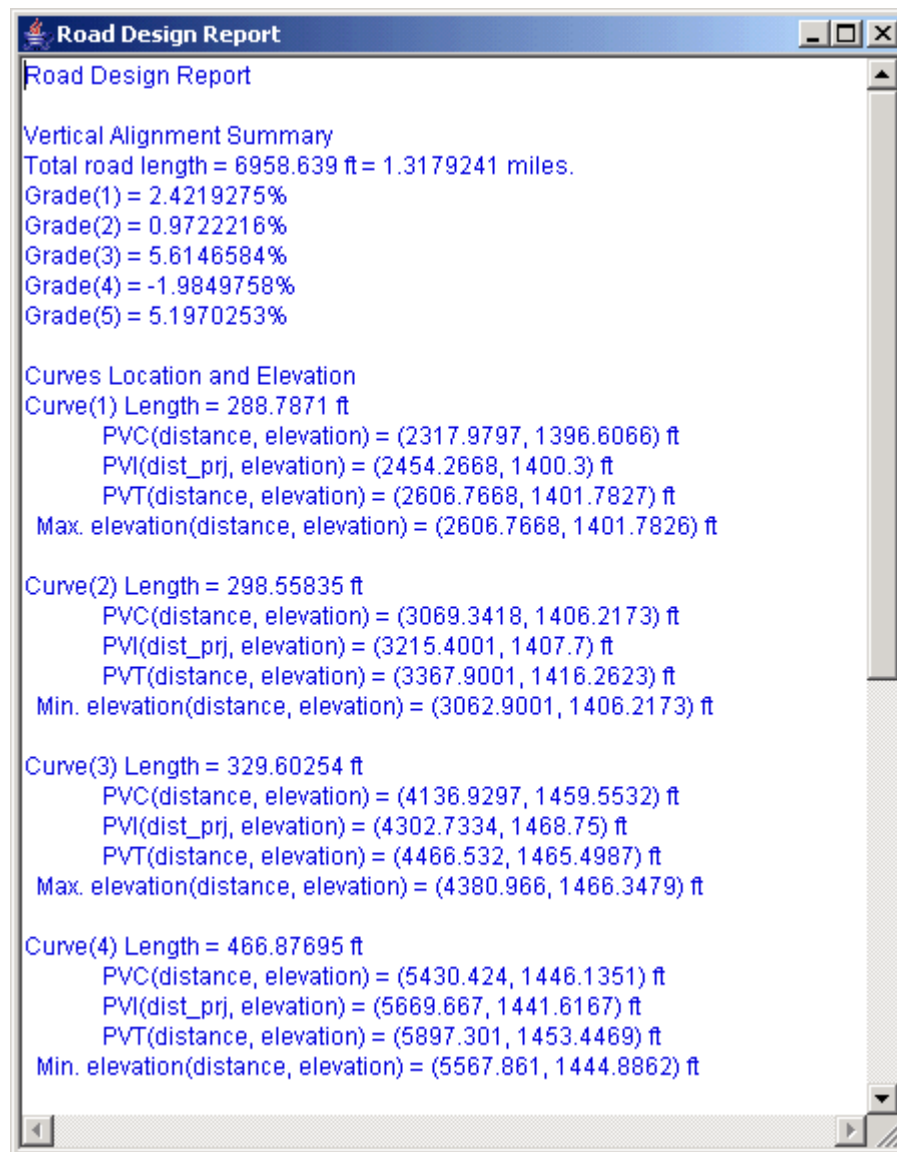 Road Design Report
Road Design Report
Vertical Alignment Summary
Total road length = 6958.639 ft = 1.3179241 miles.
Grade(1) = 2.4219275%
Grade(2) = 0.9722216%
Grade(3) = 5.6146584%
Grade(4) = -1.9849758%
Grade(5) = 5.1970253%
Curves Location and Elevation
Curve(1) Length = 288.7871 ft
PVC(distance, elevation) = (2317.9797, 1396.6066) ft
PVI(dist_prj, elevation) = (2454.2668, 1400.3) ft
PVT(distance, elevation) = (2606.7668, 1401.7827) ft
Max. elevation(distance, elevation) = (2606.7668, 1401.7826) ft
Curve(2) Length = 298.55835 ft
PVC(distance, elevation) = (3069.3418, 1406.2173) ft
PVI(dist_prj, elevation) = (3215.4001, 1407.7) ft
PVT(distance, elevation) = (3367.9001, 1416.2623) ft
Min. elevation(distance, elevation) = (3062.9001, 1406.2173) ft
Curve(3) Length = 329.60254 ft
PVC(distance, elevation) = (4136.9297, 1459.5532) ft
PVI(dist_prj, elevation) = (4302.7334, 1468.75) ft
PVT(distance, elevation) = (4466.532, 1465.4987) ft
Max. elevation(distance, elevation) = (4380.966, 1466.3479) ft
Curve(4) Length = 466.87695 ft
PVC(distance, elevation) = (5430.424, 1446.1351) ft
PVI(dist_prj, elevation) = (5669.667, 1441.6167) ft
PVT(distance, elevation) = (5897.301, 1453.4469) ft
Min. elevation(distance, elevation) = (5567.861, 1444.8862) ft